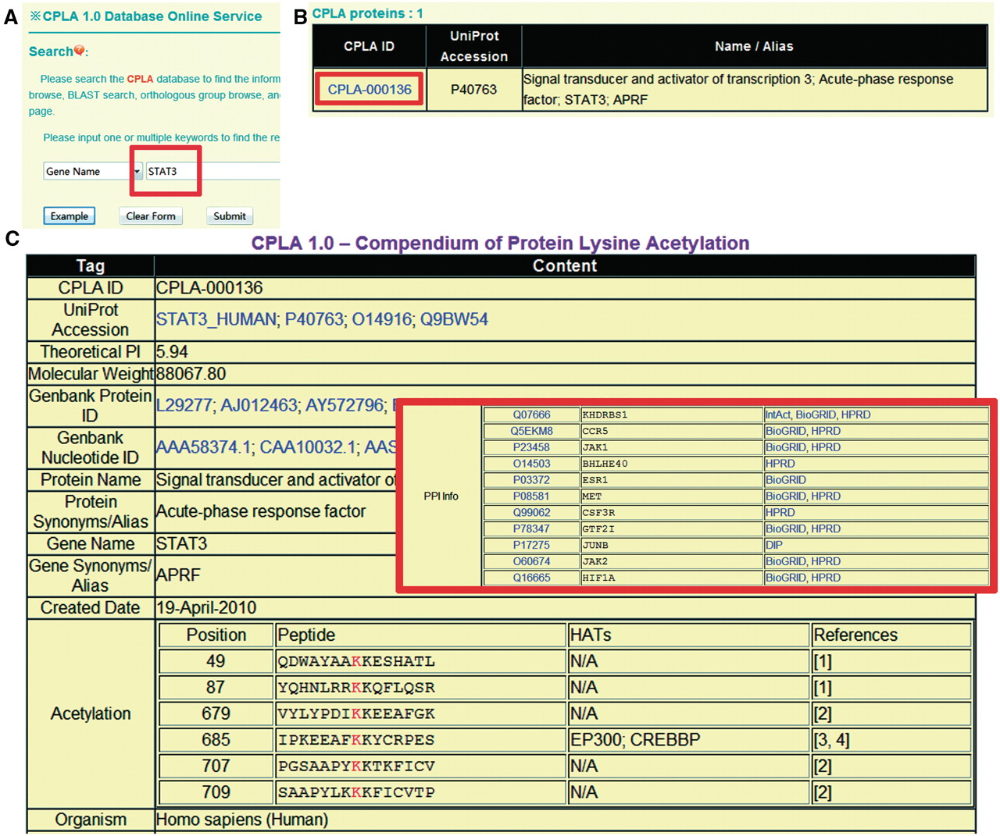 A
※CPLA 1.0 Database Online Service
Search?:
Please search the CPLA database to find the inform
browse, BLAST search, orthologous group browse, an
page.
Please input one or multiple keywords to find the re
Gene Name STAT3
Example Clear Form Submit
B
CPLA proteins : 1
CPLA ID UniProt Accession Name / Alias
CPLA-000136 P40763 Signal transducer and activator of transcription 3; Acute-phase response
factor; STAT3; APRF
C
CPLA 1.0 – Compendium of Protein Lysine Acetylation
Tag Content
CPLA ID CPLA-000136
UniProt
Accession STAT3_HUMAN; P40763; O14916; Q9BW54
Theoretical PI 5.94
Molecular Weight 88067.80
Genbank Protein
ID L29277; AJ012463; AY572796;
Genbank
Nucleotide ID AAA58374.1; CAA10032.1; AAS
Protein Name Signal transducer and activator of
Protein
Synonyms/Alias Acute-phase response factor
Gene Name STAT3
Gene Synonyms/
Alias APRF
Created Date 19-April-2010
PPI Info
Q07666 KHDRBS1 IntAct, BioGRID, HPRD
Q5EKM8 CCR5 BioGRID, HPRD
P23458 JAK1 BioGRID, HPRD
O14503 BHLHE40 HPRD
P03372 ESR1 BioGRID
P08581 MET BioGRID, HPRD
Q99062 CSF3R HPRD
P78347 GTF2I BioGRID, HPRD
P17275 JUNB DIP
O60674 JAK2 BioGRID, HPRD
Q16665 HIF1A BioGRID, HPRD
Acetylation
Position Peptide HATs References
49 QDWAYAAKKESHATL N/A [1]
87 YQHNLRRKKQFLQSR N/A [1]
679 VYLYPDIKKEEAFGK N/A [2]
685 IPKEEAFKKYCRPES EP300; CREBBP [3, 4]
707 PGSAAPYKKTKFICV N/A [2]
709 SAAPYLKKKFICVTP N/A [2]
Organism Homo sapiens (Human)